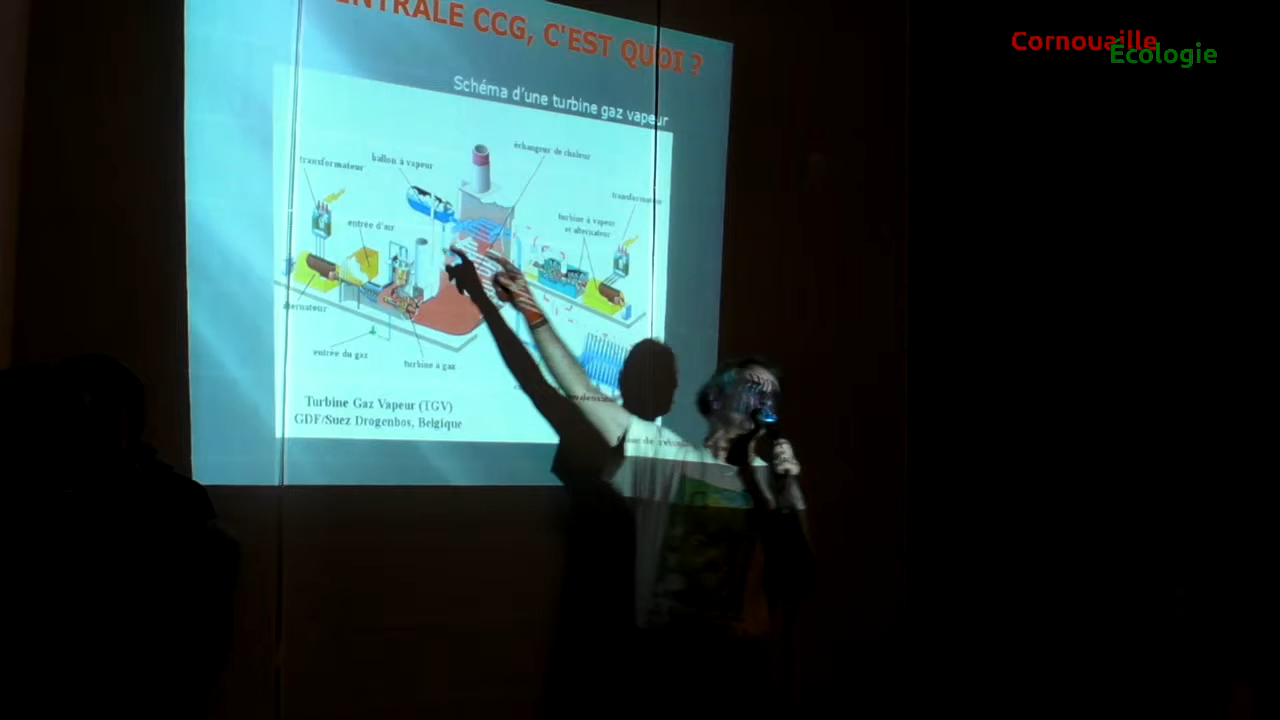 ENTRALE CCG, C'EST QUOI ?
Cornouaille
Écologie
Schéma d'une turbine gaz vapeur
échangeur de chaleur
transformateur
ballon à vapeur
transformateur
turbine à vapeur
et alternateur
entrée d'air
alternateur
entrée du gaz
turbine à gaz
Turbine Gaz Vapeur (TGV)
GDF/Suez Drogenbos, Belgique